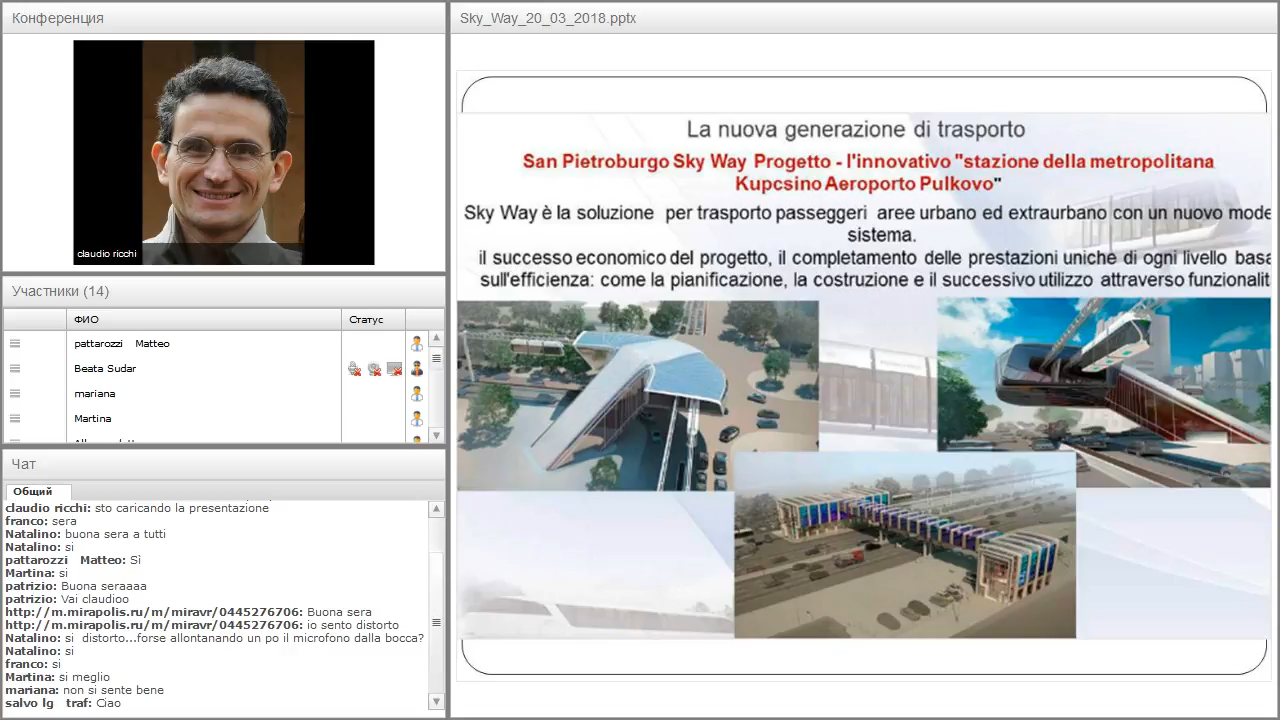 Конференция
claudio ricchi
Участники (14)
ФИО
Статус
pattarozzi Matteo
Beata Sudar
mariana
Martina
Чат
Общий
claudio ricchi: sto caricando la presentazione
franco: sera
Natalino: buona sera a tutti
Natalino: si
pattarozzi Matteo: Sì
Martina: si
patrizio: Buona seraaaa
patrizio: Vai claudioo
http://m.mirapolis.ru/m/miravr/0445276706: Buona sera
http://m.mirapolis.ru/m/miravr/0445276706: io sento distorto
Natalino: si distorto...forse allontanando un po il microfono dalla bocca?
Natalino: si
franco: si
Martina: si meglio
mariana: non si sente bene
salvo lg traf: Ciao
Sky_Way_20_03_2018.pptx
La nuova generazione di trasporto
San Pietroburgo Sky Way Progetto - l'innovativo "stazione della metropolitana
Kupcsino Aeroporto Pulkovo"
Sky Way è la soluzione per trasporto passeggeri aree urbano ed extraurbano con un nuovo mode
sistema.
il successo economico del progetto, il completamento delle prestazioni uniche di ogni livello basa
sull'efficienza: come la pianificazione, la costruzione e il successivo utilizzo attraverso funzionalit